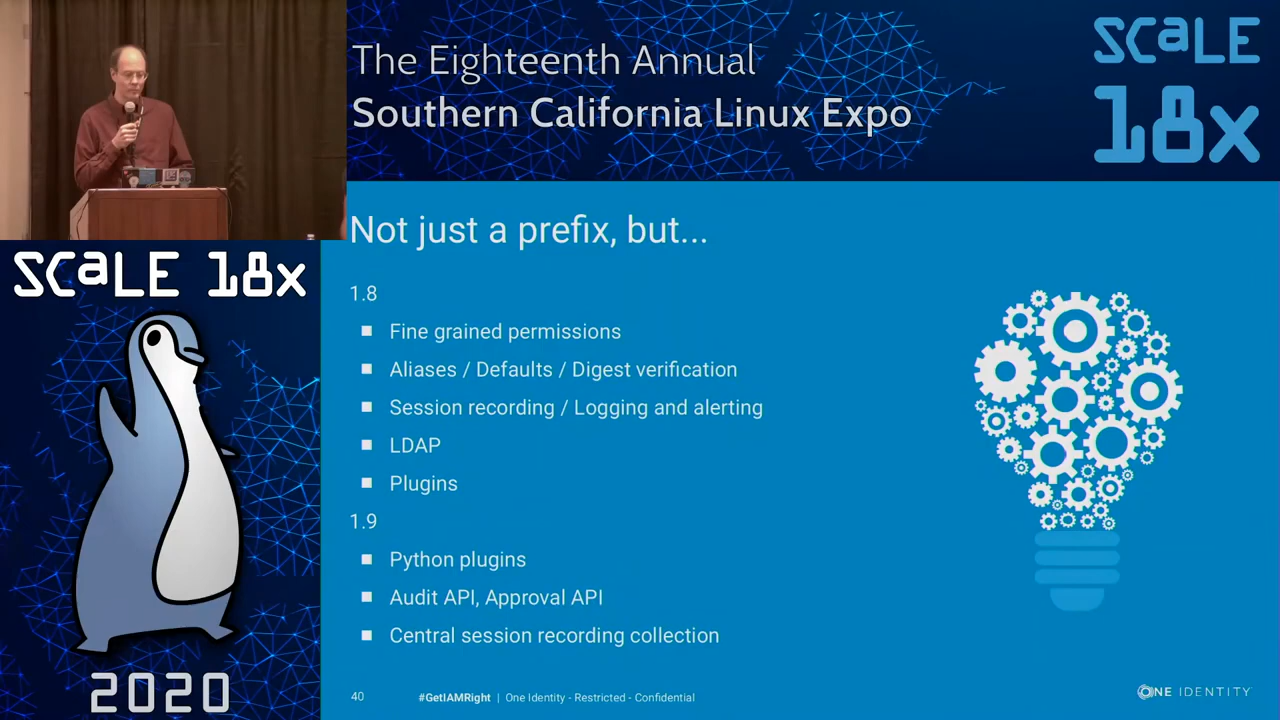 The Eighteenth Annual
Southern California Linux Expo
SCaLE
18x
Not just a prefix, but...
1.8
Fine grained permissions
Aliases / Defaults / Digest verification
Session recording / Logging and alerting
LDAP
Plugins
1.9
Python plugins
Audit API, Approval API
Central session recording collection
40
#GetIAMRight | One Identity - Restricted - Confidential
ONE IDENTITY
SCaLE 18x
2020